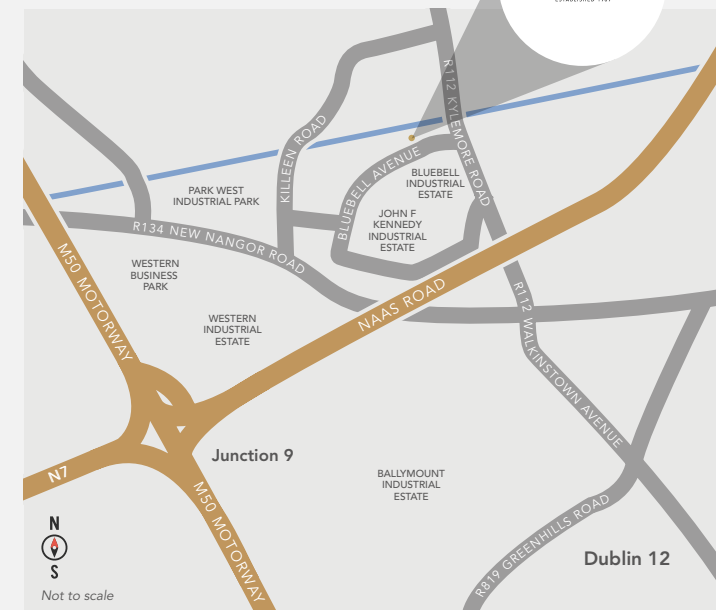 R112 KYLEMORE ROAD
KILLEEN ROAD
BLUEBELL AVENUE
BLUEBELL
INDUSTRIAL
ESTATE
PARK WEST
INDUSTRIAL PARK
JOHN F
KENNEDY
INDUSTRIAL
ESTATE
R134 NEW NANGOR ROAD
M50 MOTORWAY
WESTERN
BUSINESS
PARK
NAAS ROAD
R112 WALKINSTOWN AVENUE
WESTERN
INDUSTRIAL
ESTATE
Junction 9
N7
BALLYMOUNT
INDUSTRIAL
ESTATE
M50 MOTORWAY
R819 GREENHILLS ROAD
Dublin 12
N
S
Not to scale